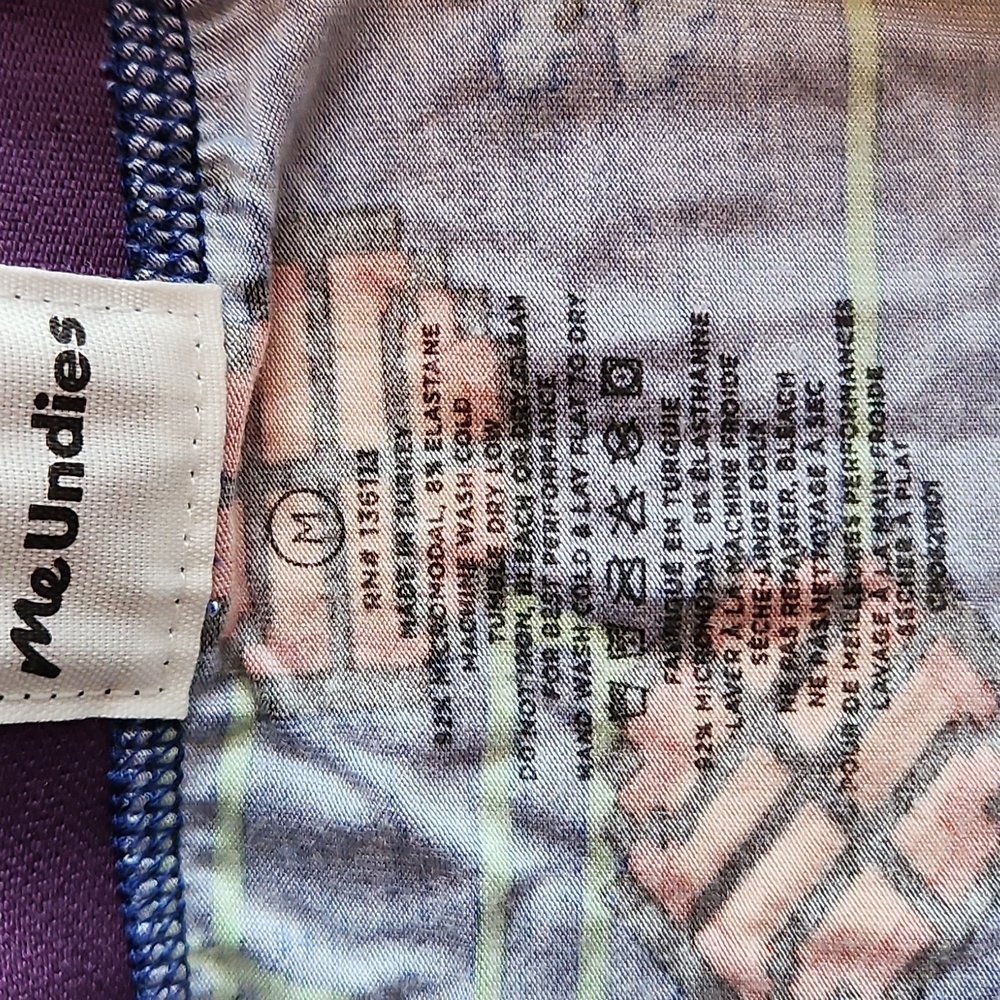 MeUndies
M
RN# 136112
MADE IN TURKEY
92% MICROMODAL, 8% ELASTANE
MACHINE WASH COLD
TUMBLE DRY LOW
DO NOT IRON, BLEACH OR DRY CLEAN
FOR BEST PERFORMANCE
HAND WASH COLD & LAY FLAT TO DRY
FABRIQUÉ EN TURQUIE
92% MICROMODAL 8% ÉLASTHANNE
LAVER À LA MACHINE FROIDE
SÈCHE-LINGE DOUX
NE PAS REPASSER, BLEACH
NE PAS NETTOYAGE À SEC
POUR DE MEILLEURES PERFORMANCES
LAVAGE À LA MAIN FROIDE
SÉCHER À PLAT